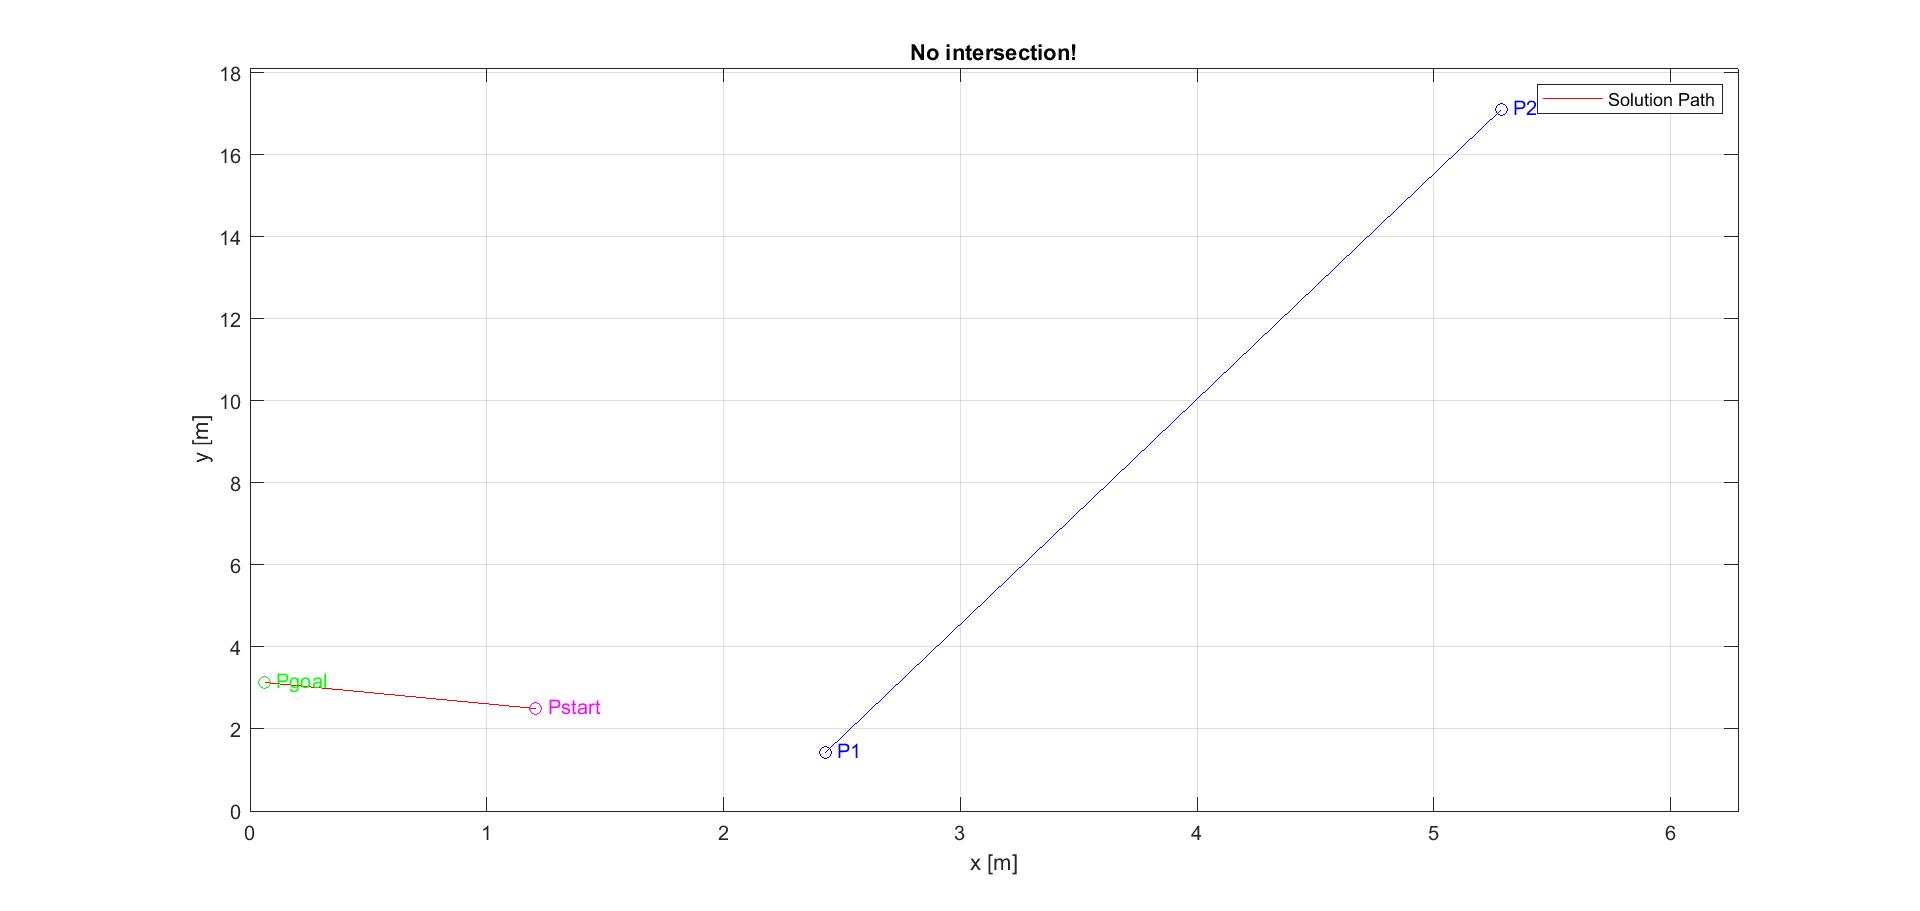 No intersection!
18
16
14
12
10
8
6
4
2
0
y [m]
P2
Solution Path
Pgoal
Pstart
P1
0 1 2 3 4 5 6
x [m]